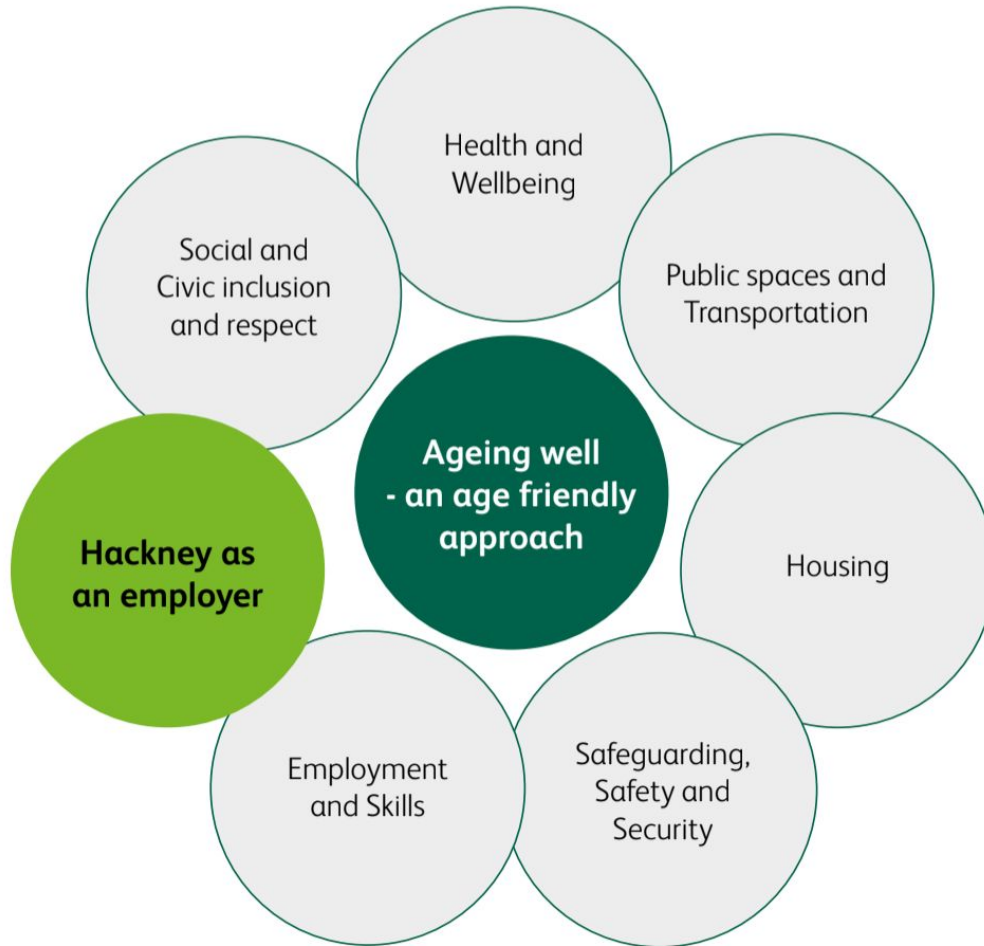 Health and
Wellbeing
Public spaces and
Transportation
Housing
Safeguarding,
Safety and
Security
Employment
and Skills
Hackney as
an employer
Social and
Civic inclusion
and respect
Ageing well
- an age friendly
approach